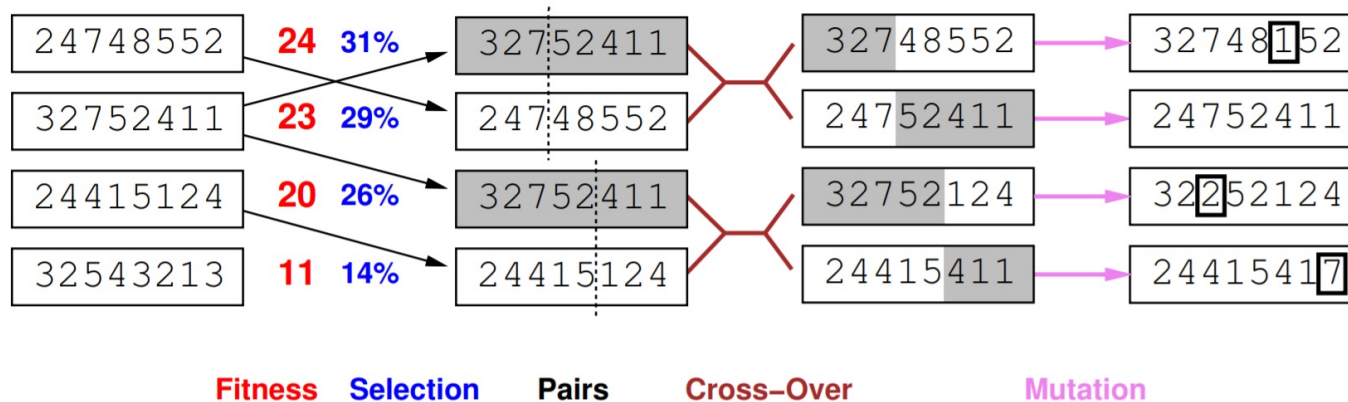 24748552 24 31% 32752411 32748552 32748152
32752411 23 29% 24748552 24752411 24752411
24415124 20 26% 32752411 32752124 32252124
32543213 11 14% 24415124 24415411 24415417
Fitness Selection Pairs Cross–Over Mutation